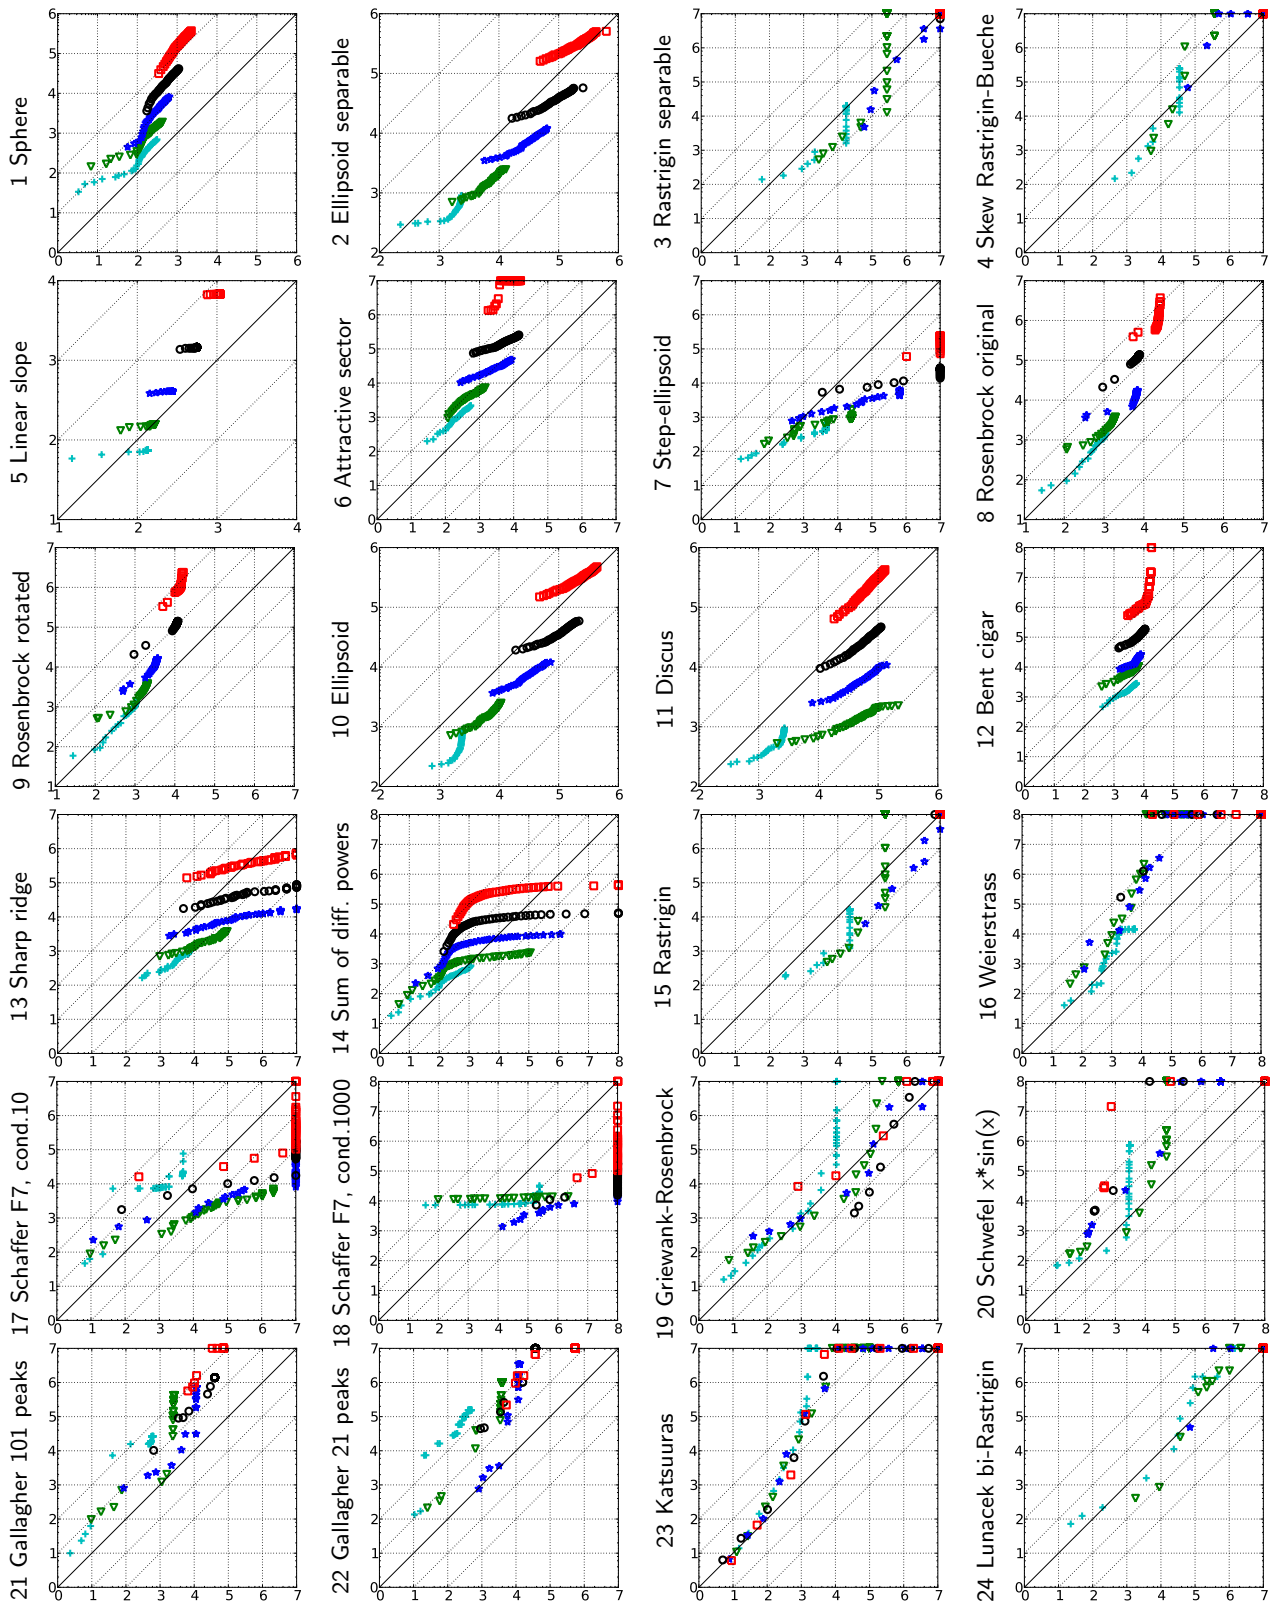 1 Sphere
2 Ellipsoid separable
3 Rastrigin separable
4 Skew Rastrigin-Bueche
5 Linear slope
6 Attractive sector
7 Step-ellipsoid
8 Rosenbrock original
9 Rosenbrock rotated
10 Ellipsoid
11 Discus
12 Bent cigar
13 Sharp ridge
14 Sum of diff. powers
15 Rastrigin
16 Weierstrass
17 Schaffer F7, cond.10
18 Schaffer F7, cond.1000
19 Griewank-Rosenbrock
20 Schwefel x*sin(x)
21 Gallagher 101 peaks
22 Gallagher 21 peaks
23 Katsuuras
24 Lunacek bi-Rastrigin